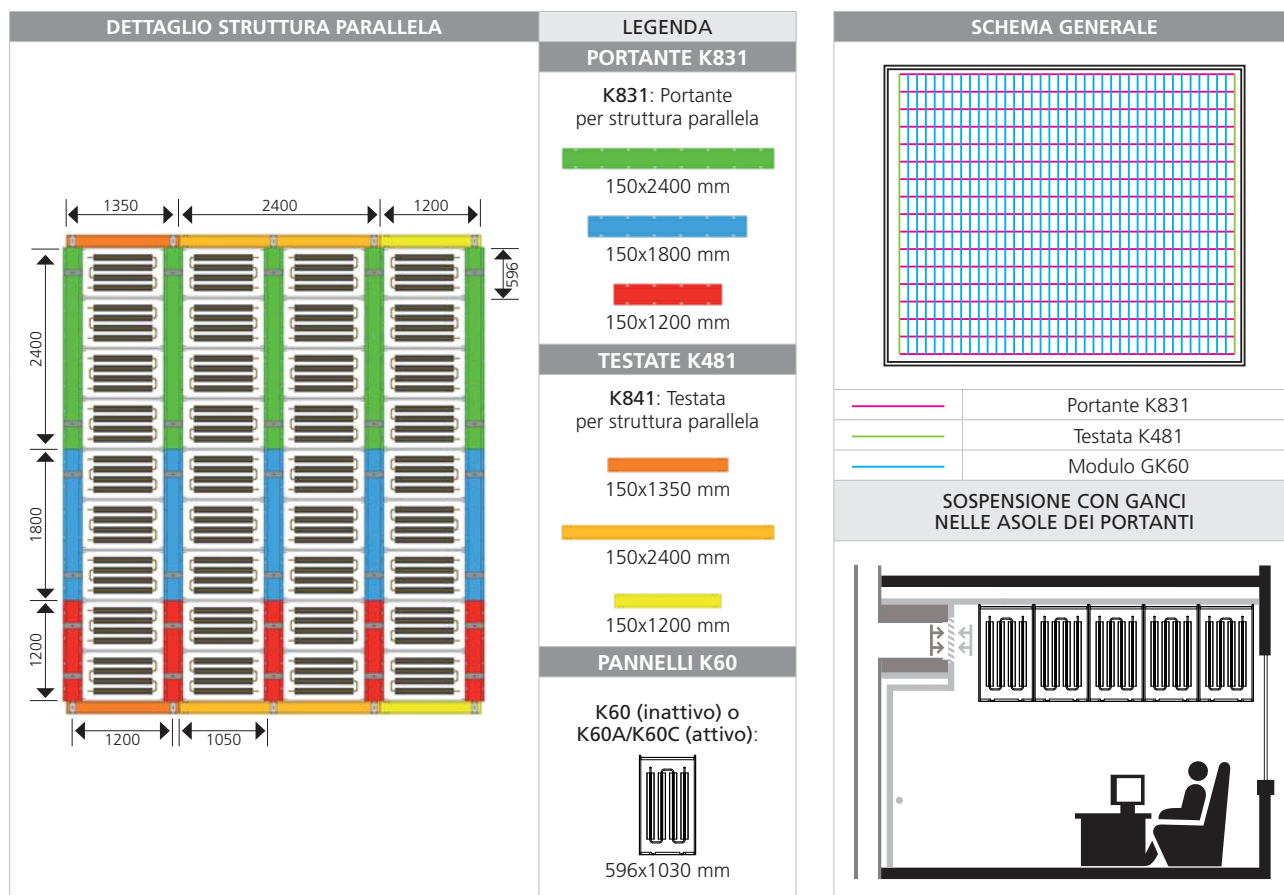 DETTAGLIO STRUTTURA PARALLELA
1350
2400
1200
596
2400
1800
1200
1200
1050
LEGENDA
PORTANTE K831
K831: Portante
per struttura parallela
150x2400 mm
150x1800 mm
150x1200 mm
TESTATE K481
K841: Testata
per struttura parallela
150x1350 mm
150x2400 mm
150x1200 mm
PANNELLI K60
K60 (inattivo) o
K60A/K60C (attivo):
596x1030 mm
SCHEMA GENERALE
Portante K831
Testata K481
Modulo GK60
SOSPENSIONE CON GANCI
NELLE ASOLE DEI PORTANTI